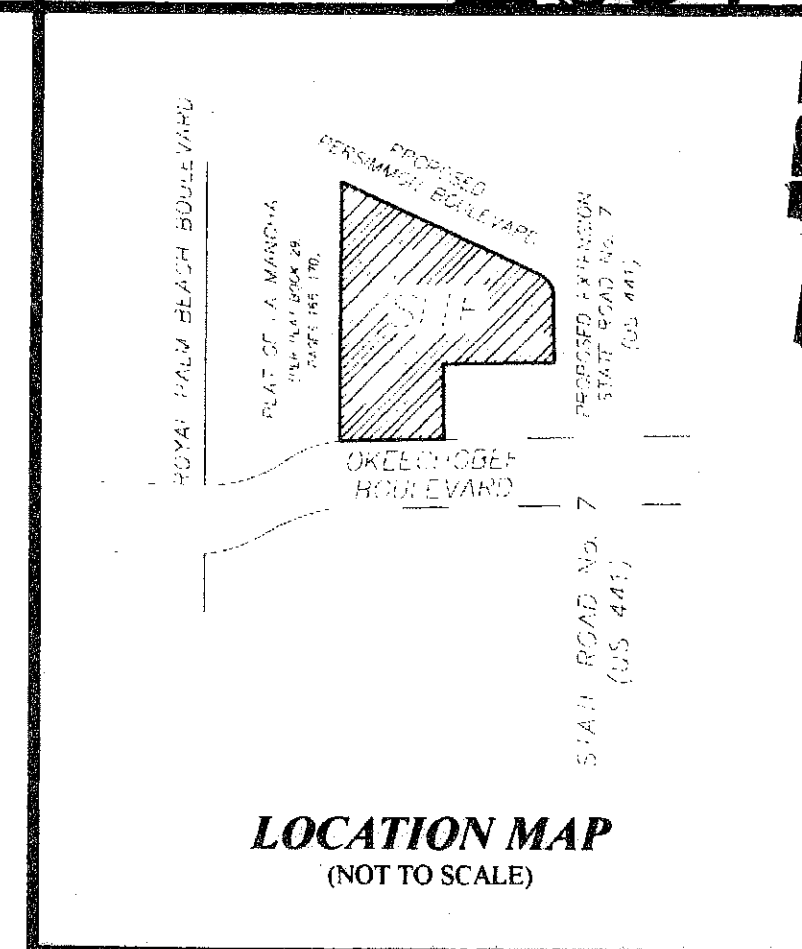 ROYAL PALM BEACH BOULEVARD
PLAT OF LA MANCHA
(PER PLAT BOOK 29,
PAGES 166-170,
PROPOSED
PERSIMMON BOULEVARD
SITE
PROPOSED EXTENSION
STATE ROAD No. 7
(US 441)
OKEECHOBEE
BOULEVARD
STATE ROAD No. 7
(US 441)
LOCATION MAP
(NOT TO SCALE)